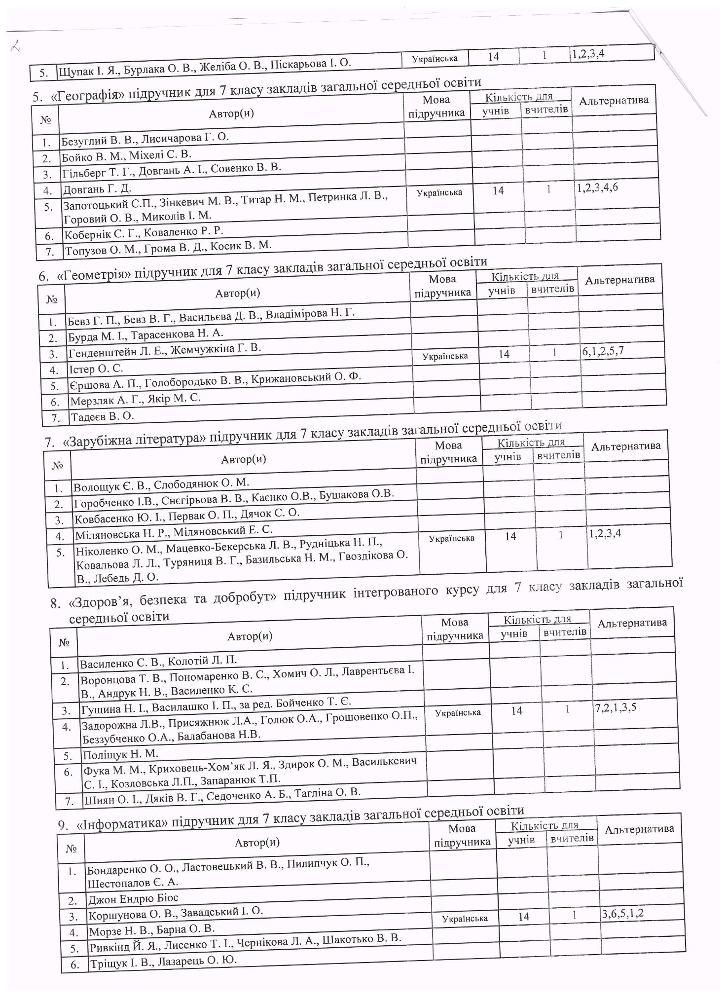 5. Щупак І. Я., Бурлака О. В., Желіба О. В., Піскарьова І. О. Українська 14 1 1,2,3,4
5. «Географія» підручник для 7 класу закладів загальної середньої освіти
№ Автор(и) Мова підручника Кількість для учнів вчителів Альтернатива
1. Безуглий В. В., Лисичарова Г. О.
2. Бойко В. М., Міхелі С. В.
3. Гільберг Т. Г., Довгань А. І., Совенко В. В.
4. Довгань Г. Д.
5. Запотоцький С.П., Зінкевич М. В., Титар Н. М., Петринка Л. В., Українська 14 1 1,2,3,4,6
Горовий О. В., Миколів І. М.
6. Кобернік С. Г., Коваленко Р. Р.
7. Топузов О. М., Грома В. Д., Косик В. М.
6. «Геометрія» підручник для 7 класу закладів загальної середньої освіти
№ Автор(и) Мова підручника Кількість для учнів вчителів Альтернатива
1. Бевз Г. П., Бевз В. Г., Васильєва Д. В., Владімірова Н. Г.
2. Бурда М. І., Тарасенкова Н. А.
3. Генденштейн Л. Е., Жемчужкіна Г. В.
4. Істер О. С. Українська 14 1 6,1,2,5,7
5. Єршова А. П., Голобородько В. В., Крижановський О. Ф.
6. Мерзляк А. Г., Якір М. С.
7. Тадеєв В. О.
7. «Зарубіжна література» підручник для 7 класу закладів загальної середньої освіти
№ Автор(и) Мова підручника Кількість для учнів вчителів Альтернатива
1. Волощук Є. В., Слободянюк О. М.
2. Горобченко І.В., Снєгірьова В. В., Каєнко О.В., Бушакова О.В.
3. Ковбасенко Ю. І., Первак О. П., Дячок С. О.
4. Міляновська Н. Р., Міляновський Е. С.
5. Ніколенко О. М., Мацевко-Бекерська Л. В., Рудніцька Н. П., Українська 14 1 1,2,3,4
Ковальова Л. Л., Туряниця В. Г., Базильська Н. М., Гвоздікова О.
В., Лебедь Д. О.
8. «Здоров’я, безпека та добробут» підручник інтегрованого курсу для 7 класу закладів загальної
середньої освіти
№ Автор(и) Мова підручника Кількість для учнів вчителів Альтернатива
1. Василенко С. В., Колотій Л. П.
2. Воронцова Т. В., Пономаренко В. С., Хомич О. Л., Лаврентьєва І.
В., Андрук Н. В., Василенко К. С.
3. Гущина Н. І., Василашко І. П., за ред. Бойченко Т. Є.
4. Задорожна Л.В., Присяжнюк Л.А., Голюк О.А., Грошовенко О.П., Українська 14 1 7,2,1,3,5
Беззубченко О.А., Балабанова Н.В.
5. Поліщук Н. М.
6. Фука М. М., Криховець-Хом’як Л. Я., Здирок О. М., Василькевич
С. І., Козловська Л.П., Запаранюк Т.П.
7. Шиян О. І., Дяків В. Г., Седоченко А. Б., Тагліна О. В.
9. «Інформатика» підручник для 7 класу закладів загальної середньої освіти
№ Автор(и) Мова підручника Кількість для учнів вчителів Альтернатива
1. Бондаренко О. О., Ластовецький В. В., Пилипчук О. П.,
Шестопалов Є. А.
2. Джон Ендрю Біос
3. Коршунова О. В., Завадський І. О.
4. Морзе Н. В., Барна О. В. Українська 14 1 3,6,5,1,2
5. Ривкінд Й. Я., Лисенко Т. І., Чернікова Л. А., Шакотько В. В.
6. Тріщук І. В., Лазарець О. Ю.